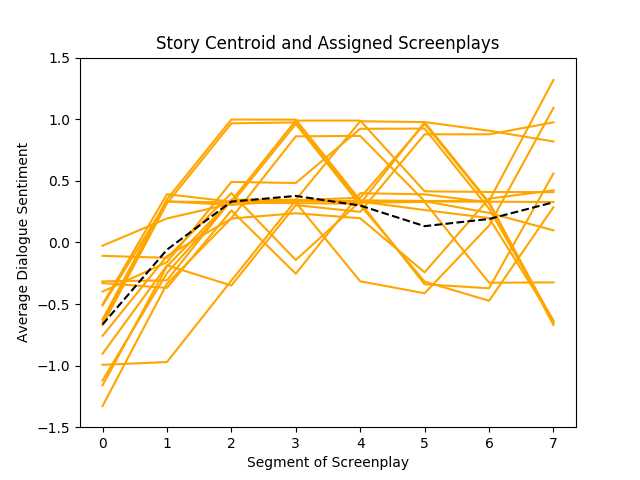 Story Centroid and Assigned Screenplays
1.5
1.0
0.5
0.0
−0.5
−1.0
−1.5
Average Dialogue Sentiment
0 1 2 3 4 5 6 7
Segment of Screenplay